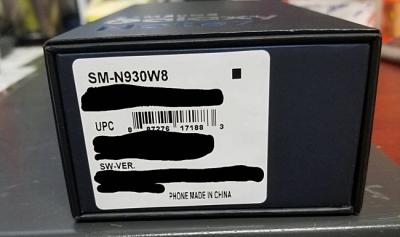 SM-N930W8
UPC
8 87276 17188 3
SW-VER.
PHONE MADE IN CHINA